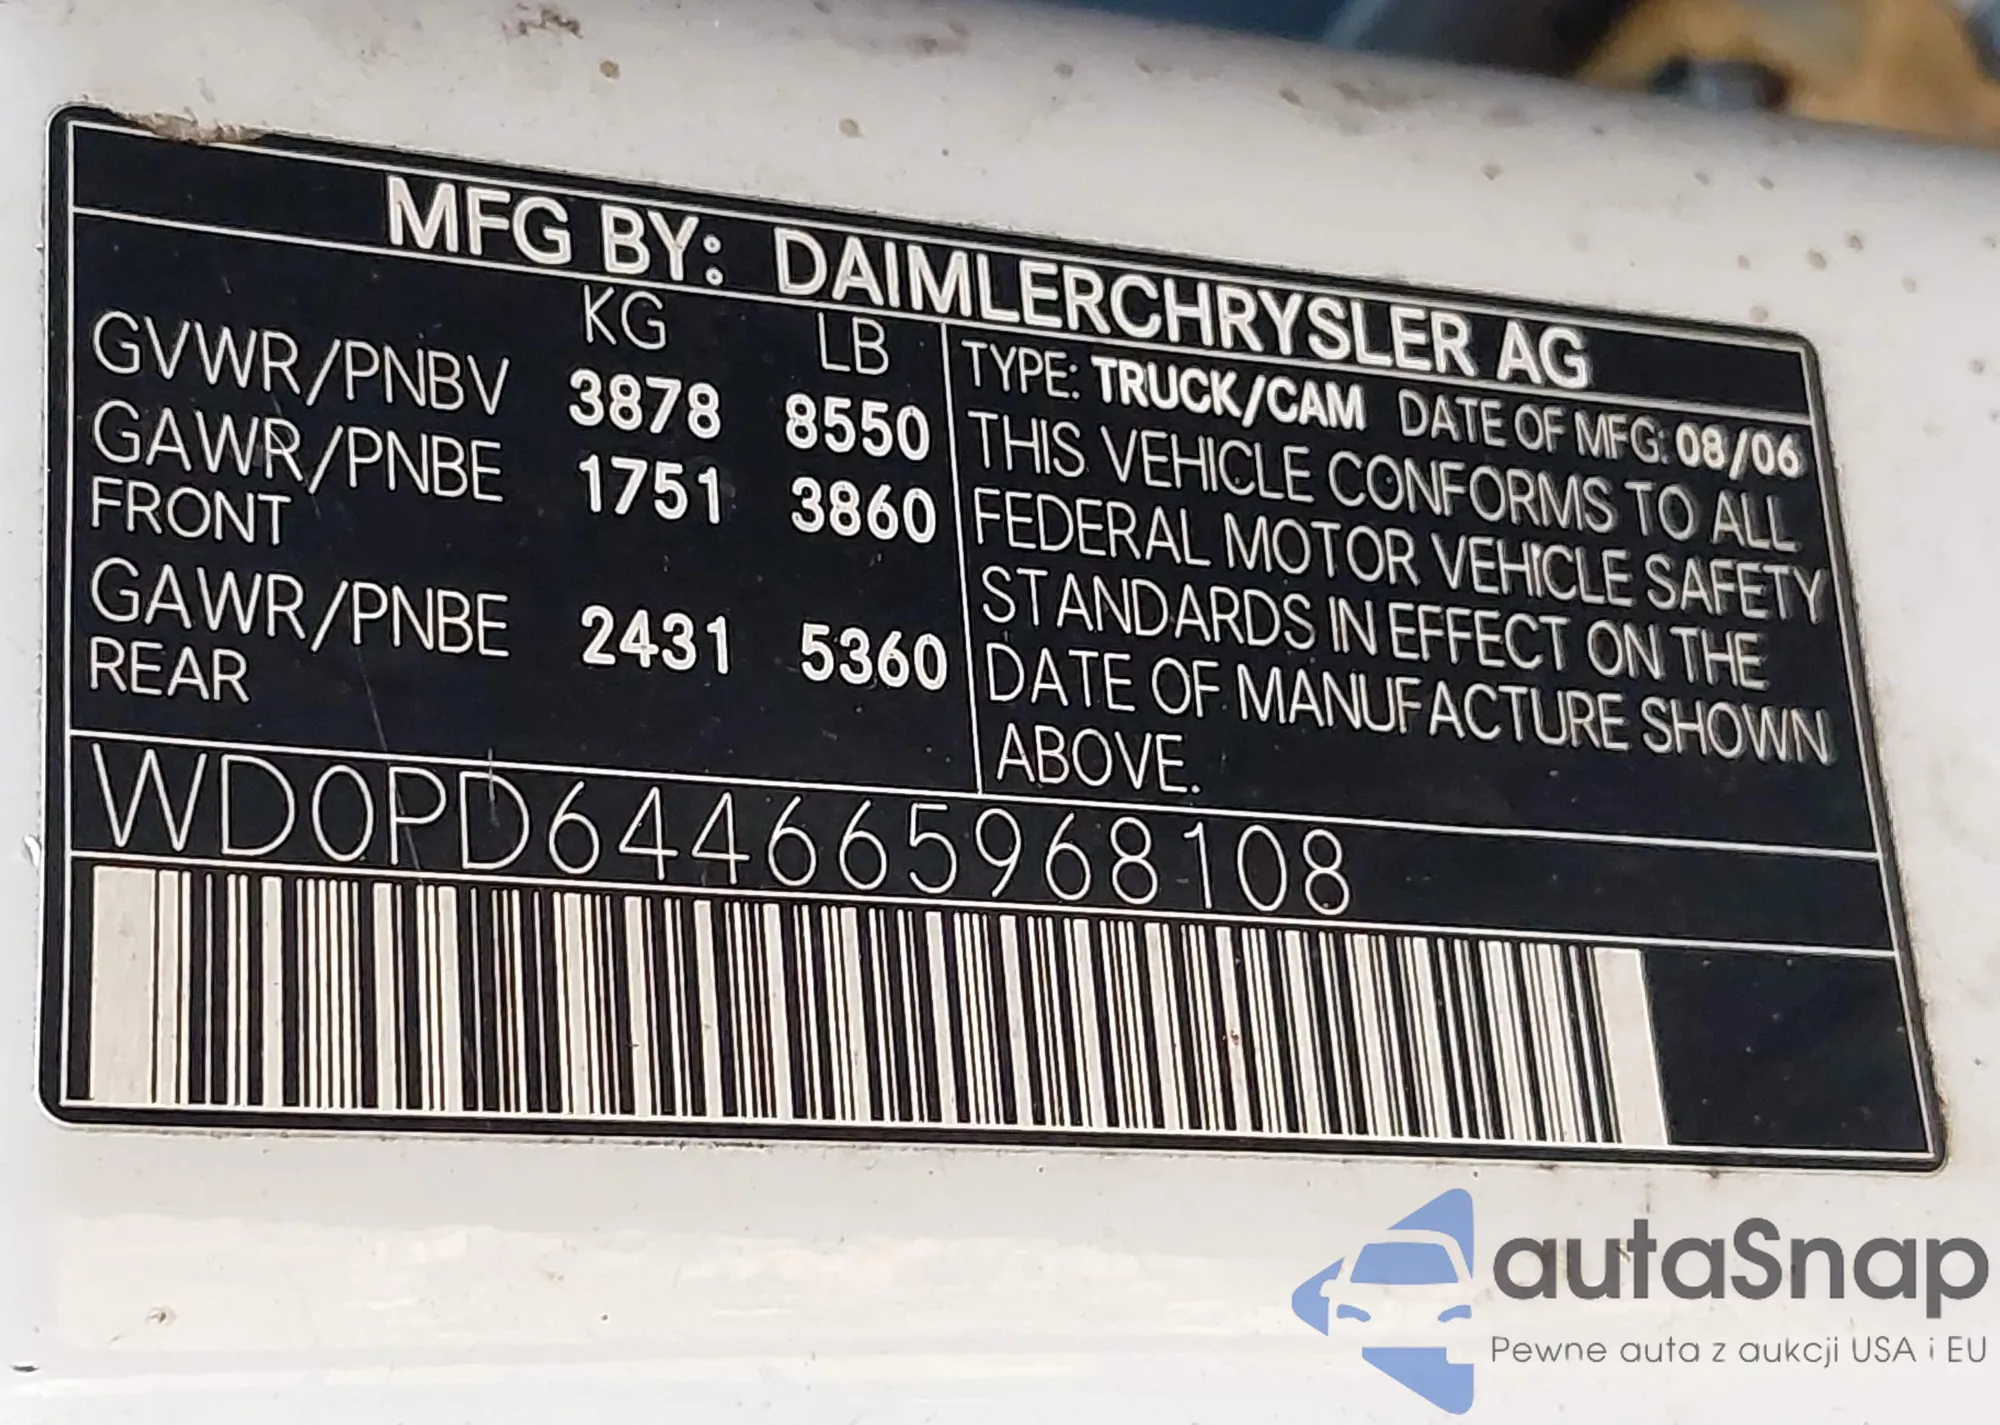 MFG BY: DAIMLERCHRYSLER AG
KG LB
GVWR/PNBV 3878 8550
GAWR/PNBE 1751 3860
FRONT
GAWR/PNBE 2431 5360
REAR
TYPE: TRUCK/CAM DATE OF MFG: 08/06
THIS VEHICLE CONFORMS TO ALL
FEDERAL MOTOR VEHICLE SAFETY
STANDARDS IN EFFECT ON THE
DATE OF MANUFACTURE SHOWN
ABOVE.
WD0PD644665968108
autaSnap
Pewne auta z aukcji USA i EU